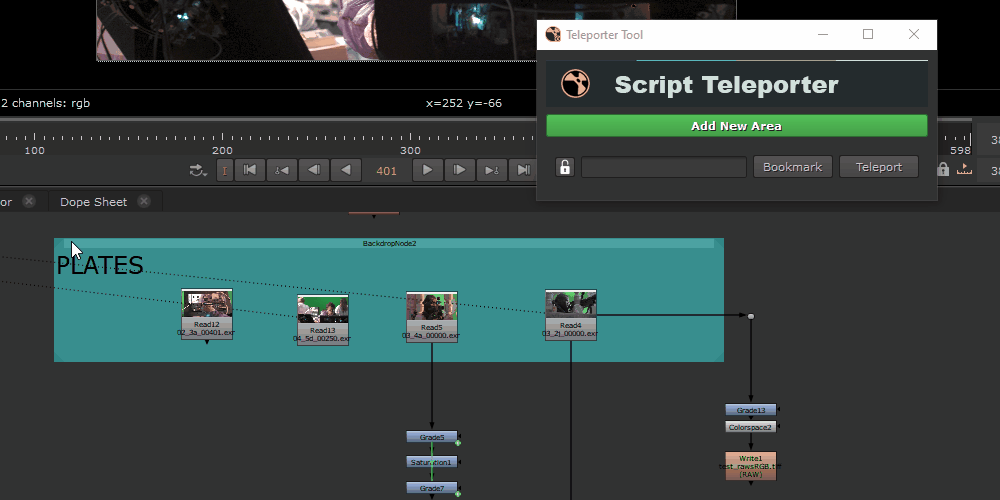 Teleporter Tool
Script Teleporter
Add New Area
Bookmark
Teleport
2 channels: rgb
x=252 y=-66
100
200
300
598
38
I
401
38
or
Dope Sheet
BackdropNode2
PLATES
Read12
02_3a_00401.exr
Read13
04_5d_00250.exr
Read5
03_4a_00000.exr
Read4
03_2j_00000.exr
Grade13
Colorspace2
Write1
test_rawsRGB.tiff
(RAW)
Grade5
Saturation1
Grade7